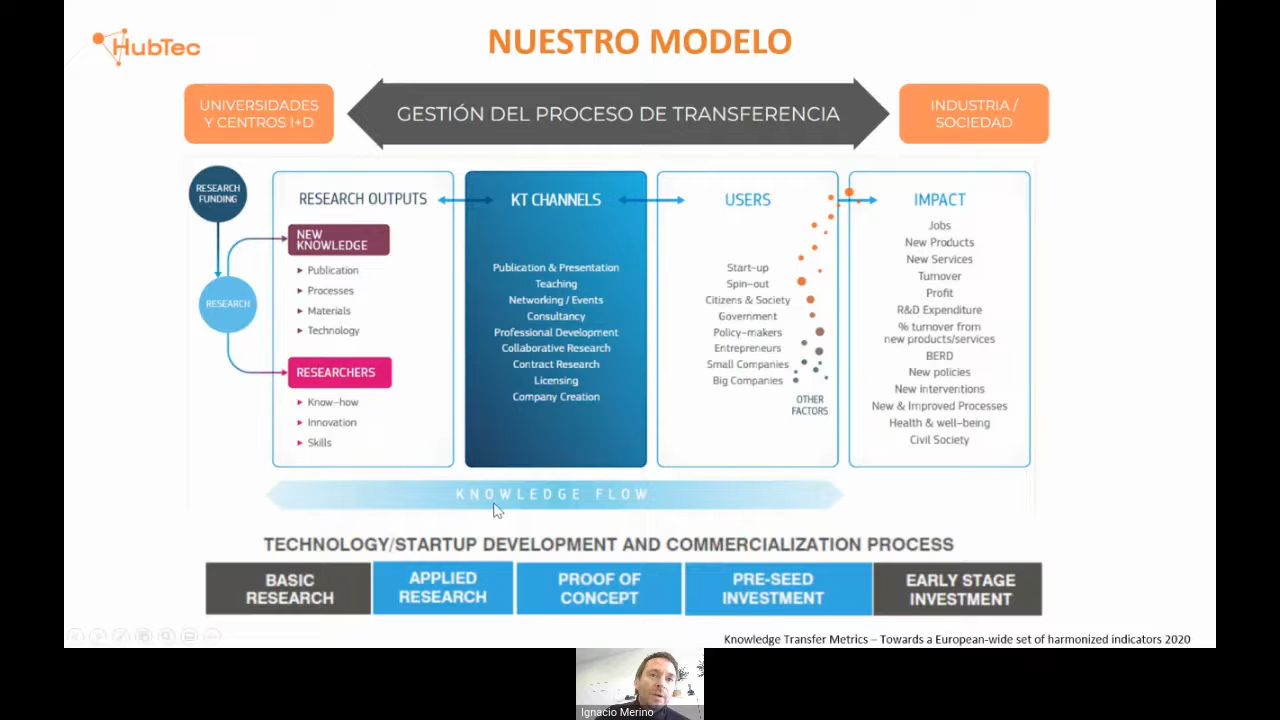 HubTec
NUESTRO MODELO
UNIVERSIDADES
Y CENTROS I+D
GESTIÓN DEL PROCESO DE TRANSFERENCIA
INDUSTRIA /
SOCIEDAD
RESEARCH
FUNDING
RESEARCH
RESEARCH OUTPUTS
NEW
KNOWLEDGE
Publication
Processes
Materials
Technology
RESEARCHERS
Know-how
Innovation
Skills
KT CHANNELS
Publication & Presentation
Teaching
Networking / Events
Consultancy
Professional Development
Collaborative Research
Contract Research
Licensing
Company Creation
USERS
Start-up
Spin-out
Citizens & Society
Government
Policy-makers
Entrepreneurs
Small Companies
Big Companies
OTHER
FACTORS
IMPACT
Jobs
New Products
New Services
Turnover
Profit
R&D Expenditure
% turnover from
new products/services
BERD
New policies
New interventions
New & Improved Processes
Health & well-being
Civil Society
KNOWLEDGE FLOW
TECHNOLOGY/STARTUP DEVELOPMENT AND COMMERCIALIZATION PROCESS
BASIC
RESEARCH
APPLIED
RESEARCH
PROOF OF
CONCEPT
PRE-SEED
INVESTMENT
EARLY STAGE
INVESTMENT
Knowledge Transfer Metrics – Towards a European-wide set of harmonized indicators 2020
Ignacio Merino